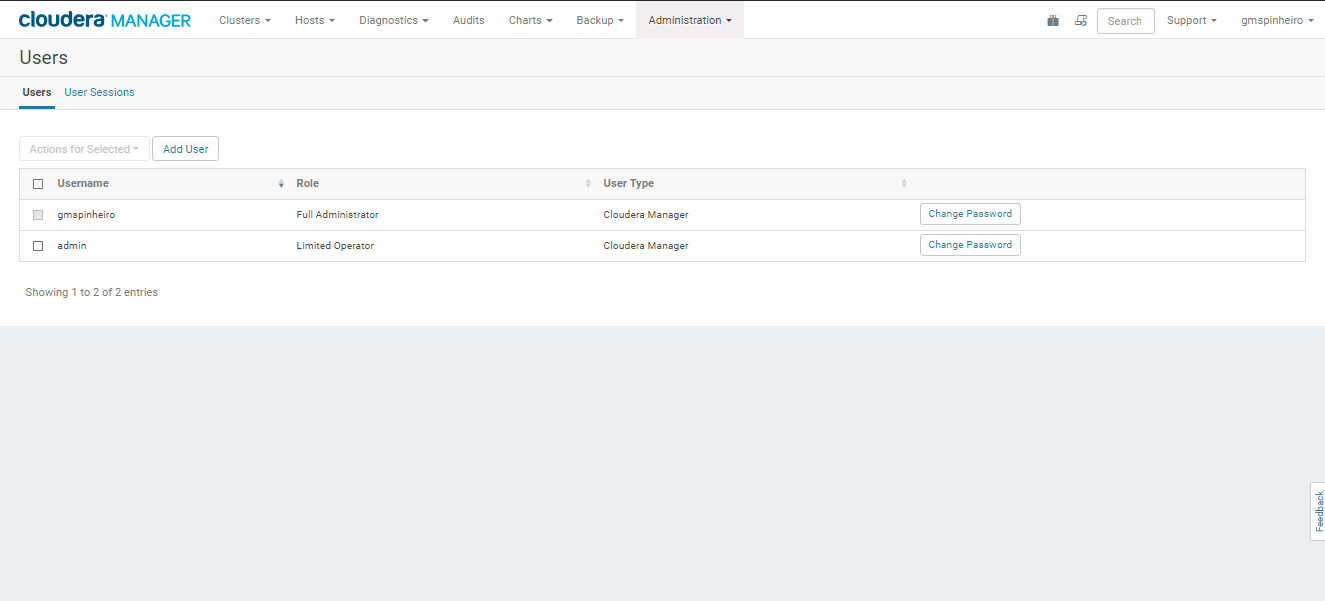 cloudera MANAGER Clusters Hosts Diagnostics Audits Charts Backup Administration Search Support gmspinheiro
Users
Users User Sessions
Actions for Selected Add User
Username Role User Type
gmspinheiro Full Administrator Cloudera Manager Change Password
admin Limited Operator Cloudera Manager Change Password
Showing 1 to 2 of 2 entries
Feedback